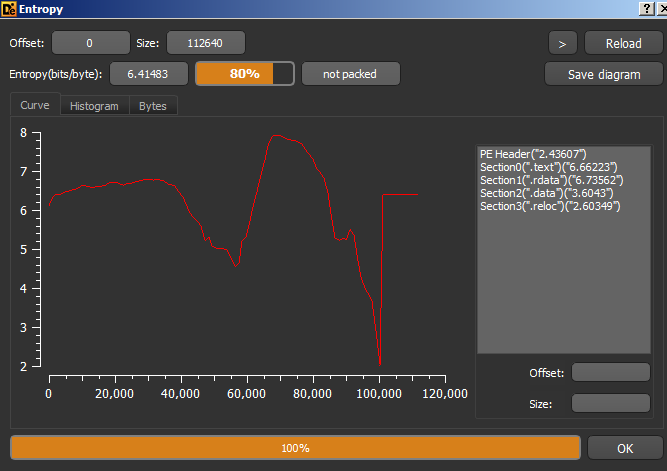 Entropy
Offset: 0 Size: 112640 > Reload
Entropy(bits/byte): 6.41483 80% not packed Save diagram
Curve Histogram Bytes
8
7
6
5
4
3
2
0 20,000 40,000 60,000 80,000 100,000 120,000
PE Header("2.43607")
Section0(".text")("6.66223")
Section1(".rdata")("6.73562")
Section2(".data")("3.6043")
Section3(".reloc")("2.60349")
Offset:
Size:
100% OK